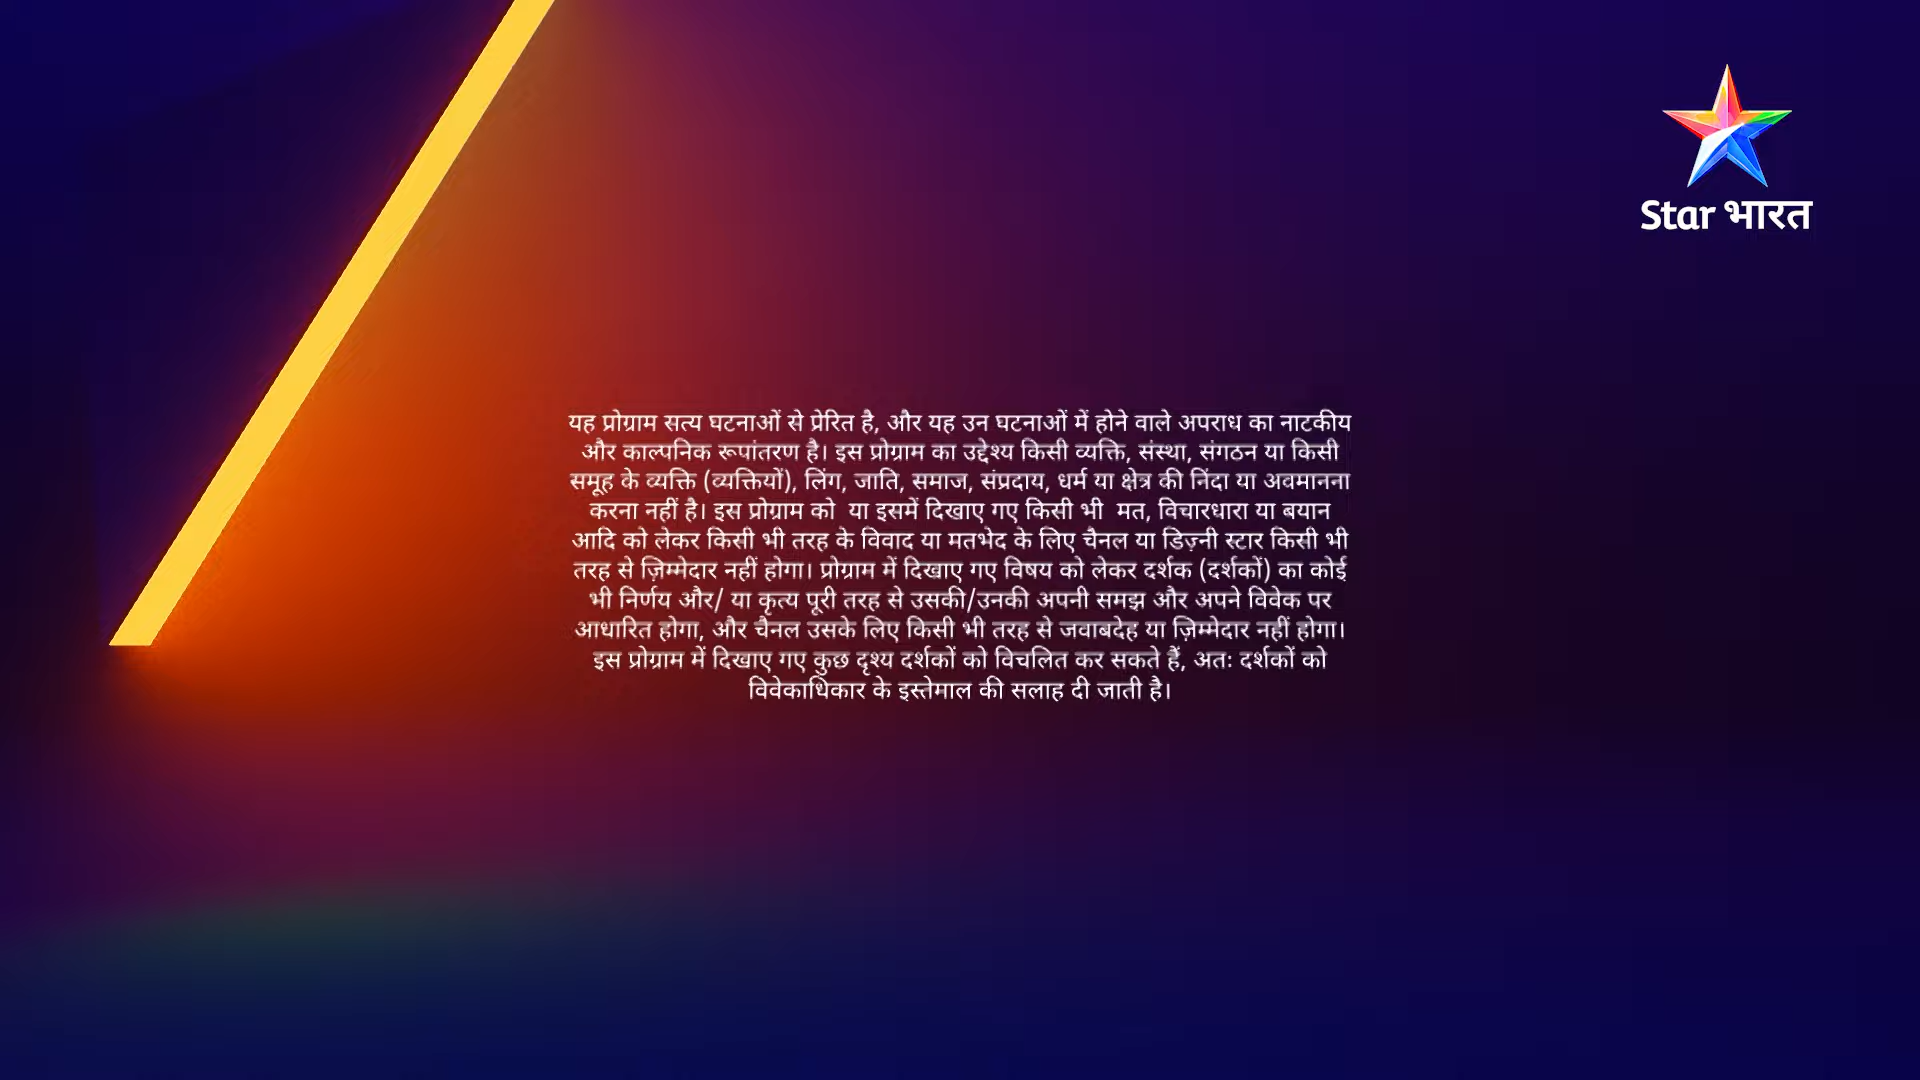 Star भारत
यह प्रोग्राम सत्य घटनाओं से प्रेरित है, और यह उन घटनाओं में होने वाले अपराध का नाटकीय
और काल्पनिक रूपांतरण है। इस प्रोग्राम का उद्देश्य किसी व्यक्ति, संस्था, संगठन या किसी
समूह के व्यक्ति (व्यक्तियों), लिंग, जाति, समाज, संप्रदाय, धर्म या क्षेत्र की निंदा या अवमानना
करना नहीं है। इस प्रोग्राम को  या इसमें दिखाए गए किसी भी  मत, विचारधारा या बयान
आदि को लेकर किसी भी तरह के विवाद या मतभेद के लिए चैनल या डिज़्नी स्टार किसी भी
तरह से ज़िम्मेदार नहीं होगा। प्रोग्राम में दिखाए गए विषय को लेकर दर्शक (दर्शकों) का कोई
भी निर्णय और/ या कृत्य पूरी तरह से उसकी/उनकी अपनी समझ और अपने विवेक पर
आधारित होगा, और चैनल उसके लिए किसी भी तरह से जवाबदेह या ज़िम्मेदार नहीं होगा।
इस प्रोग्राम में दिखाए गए कुछ दृश्य दर्शकों को विचलित कर सकते हैं, अतः दर्शकों को
विवेकाधिकार के इस्तेमाल की सलाह दी जाती है।